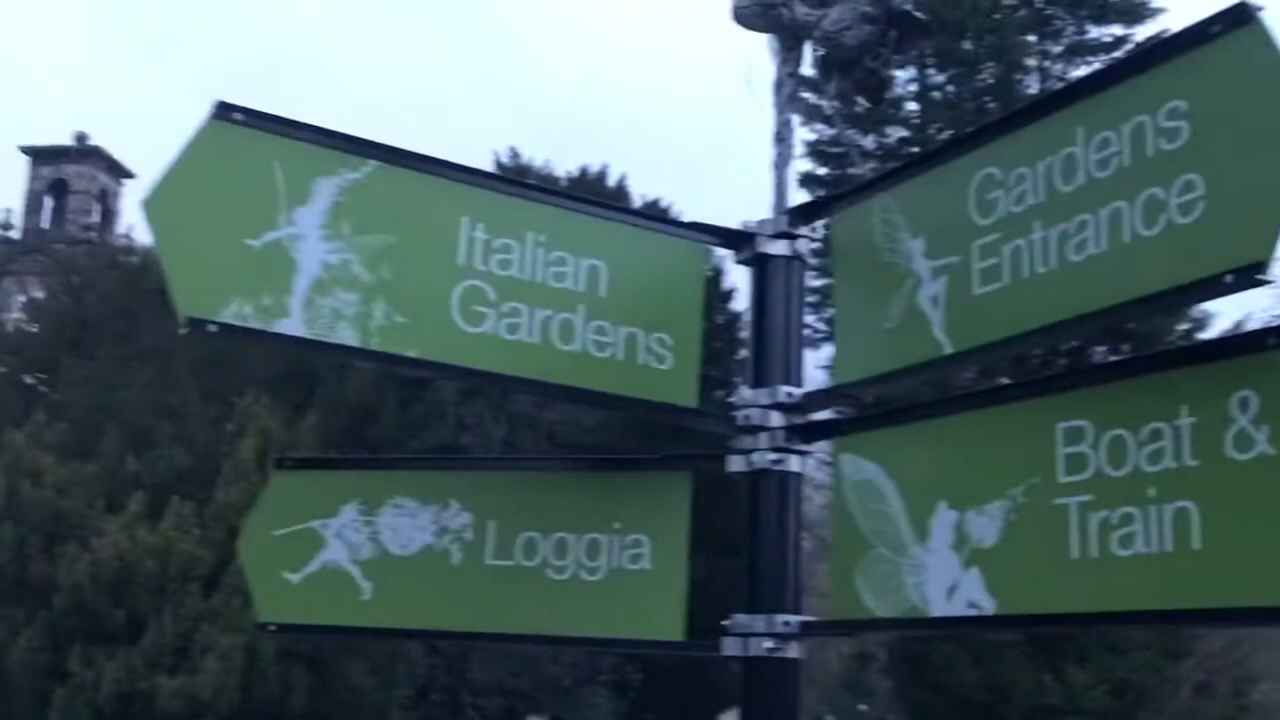 Italian
Gardens
Loggia
Gardens
Entrance
Boat &
Train